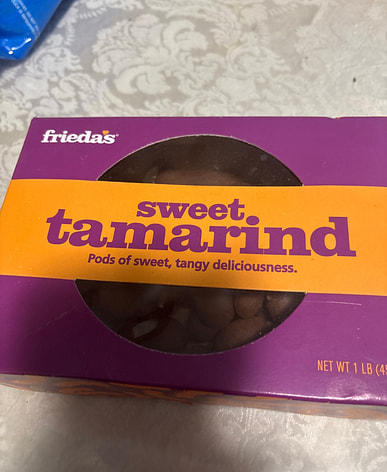 frieda's®
sweet
tamarind
Pods of sweet, tangy deliciousness.
NET WT 1 LB